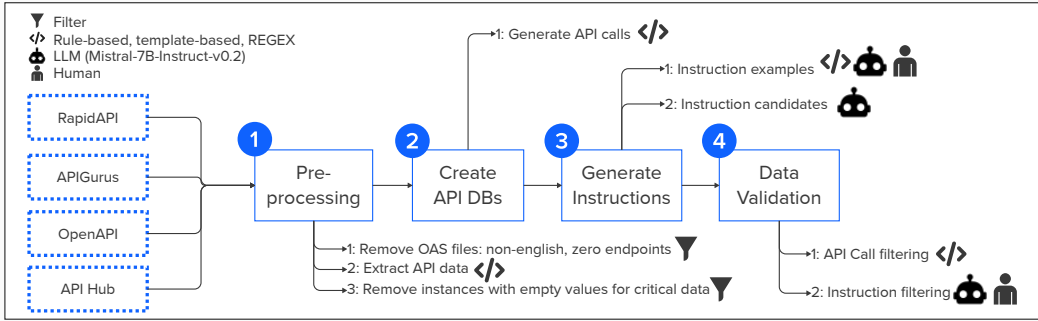 Filter
Rule-based, template-based, REGEX
LLM (Mistral-7B-Instruct-v0.2)
Human
RapidAPI
APIGurus
OpenAPI
API Hub
1
Pre-
processing
1: Remove OAS files: non-english, zero endpoints
2: Extract API data
3: Remove instances with empty values for critical data
2
Create
API DBs
1: Generate API calls
3
Generate
Instructions
1: Instruction examples
2: Instruction candidates
4
Data
Validation
1: API Call filtering
2: Instruction filtering